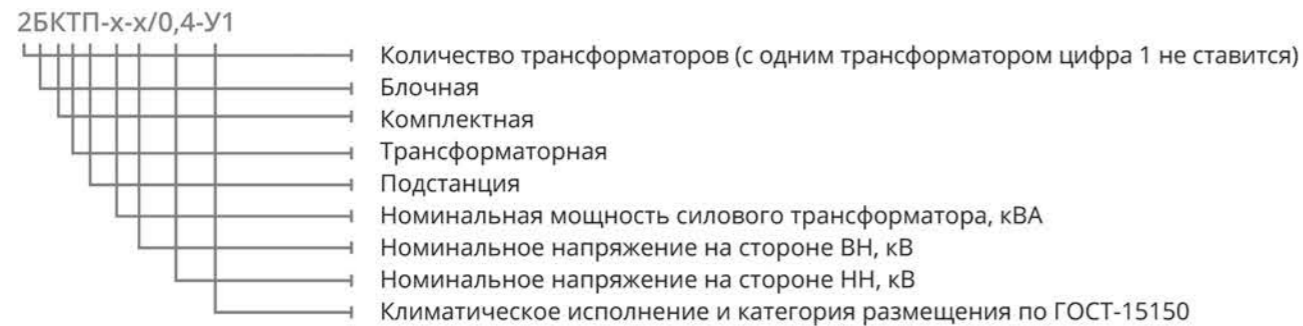 2БКТП-х-х/0,4-У1
Количество трансформаторов (с одним трансформатором цифра 1 не ставится)
Блочная
Комплектная
Трансформаторная
Подстанция
Номинальная мощность силового трансформатора, кВА
Номинальное напряжение на стороне ВН, кВ
Номинальное напряжение на стороне НН, кВ
Климатическое исполнение и категория размещения по ГОСТ-15150